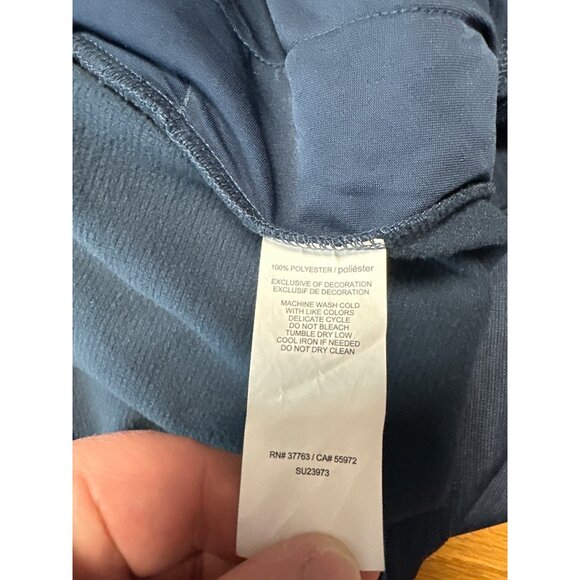 100% POLYESTER / poliéster
EXCLUSIVE OF DECORATION
EXCLUSIF DE DECORATION
MACHINE WASH COLD
WITH LIKE COLORS
DELICATE CYCLE
DO NOT BLEACH
TUMBLE DRY LOW
COOL IRON IF NEEDED
DO NOT DRY CLEAN
RN# 37763 / CA# 55972
SU23973